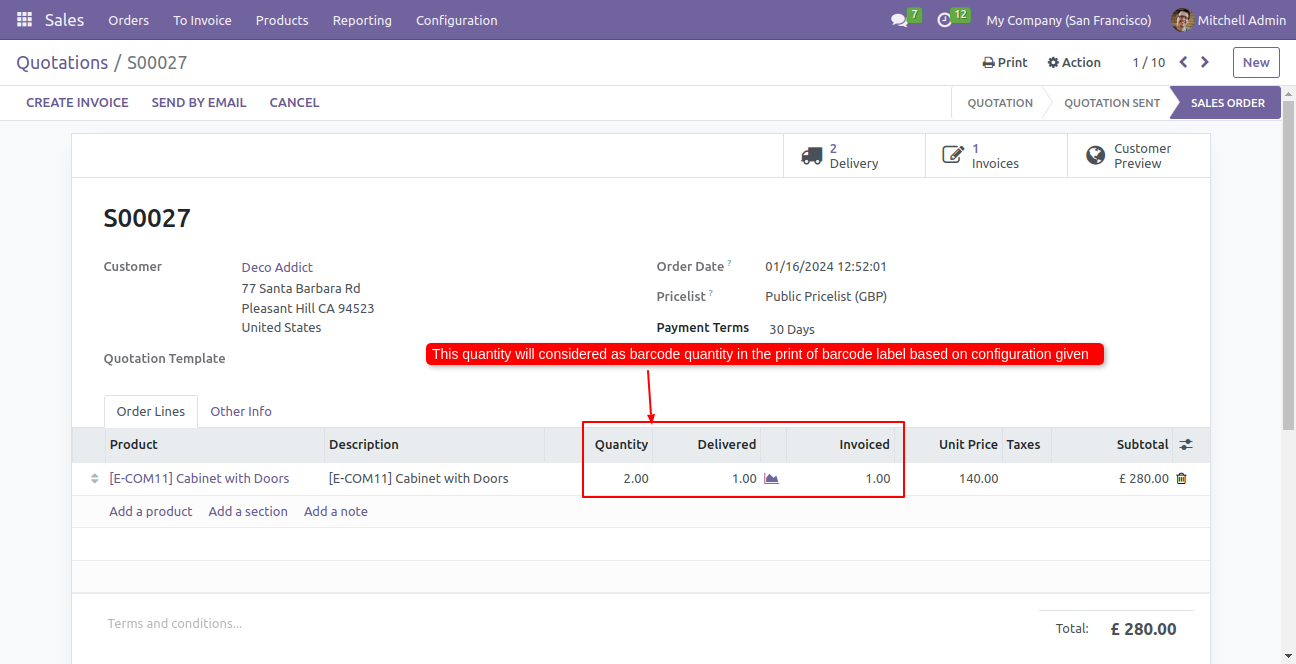 Sales Orders To Invoice Products Reporting Configuration 7 12 My Company (San Francisco) Mitchell Admin
Quotations / S00027 Print Action 1 / 10 New
CREATE INVOICE SEND BY EMAIL CANCEL QUOTATION QUOTATION SENT SALES ORDER
2 Delivery
1 Invoices
Customer Preview
S00027
Customer Deco Addict Order Date ? 01/16/2024 12:52:01
77 Santa Barbara Rd
Pleasant Hill CA 94523 Pricelist ? Public Pricelist (GBP)
United States Payment Terms 30 Days
Quotation Template
This quantity will considered as barcode quantity in the print of barcode label based on configuration given
Order Lines Other Info
Product Description Quantity Delivered Invoiced Unit Price Taxes Subtotal
[E-COM11] Cabinet with Doors [E-COM11] Cabinet with Doors 2.00 1.00 1.00 140.00 £ 280.00
Add a product Add a section Add a note
Terms and conditions...
Total: £ 280.00